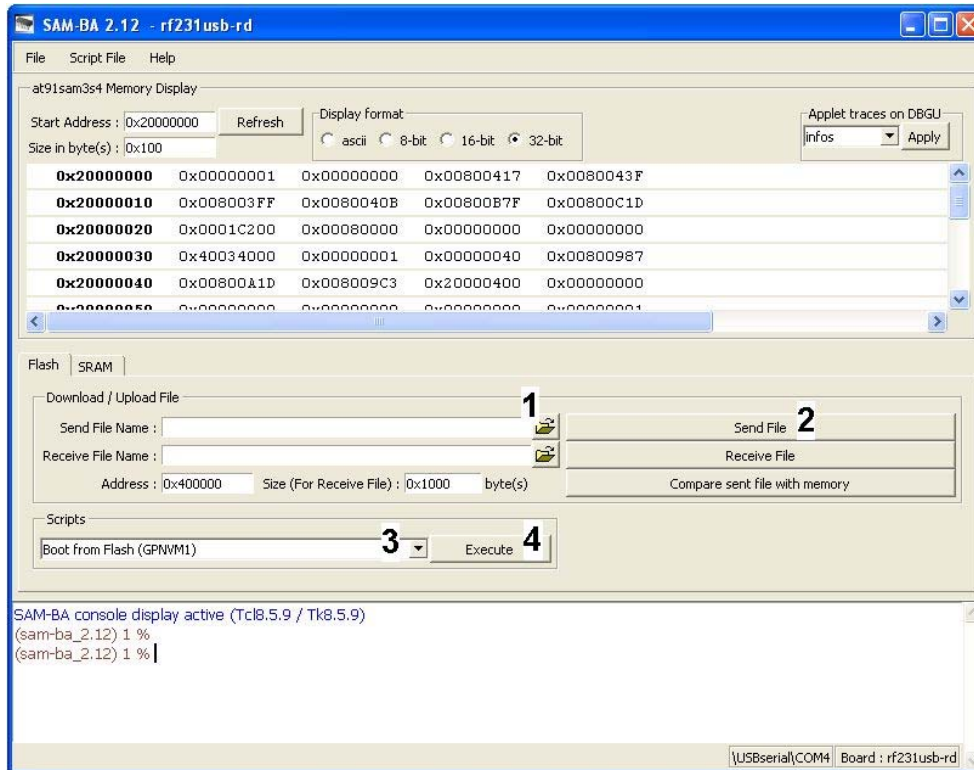 SAM-BA 2.12 - rf231usb-rd
File Script File Help
at91sam3s4 Memory Display
Start Address : 0x20000000 Refresh
Size in byte(s) : 0x100
Display format
ascii 8-bit 16-bit 32-bit
Applet traces on DBGU
infos Apply
0x20000000 0x00000001 0x00000000 0x00800417 0x0080043F
0x20000010 0x008003FF 0x0080040B 0x00800B7F 0x00800C1D
0x20000020 0x0001C200 0x00080000 0x00000000 0x00000000
0x20000030 0x40034000 0x00000001 0x00000040 0x00800987
0x20000040 0x00800A1D 0x008009C3 0x20000400 0x00000000
0x20000050 0x00000000 0x00000000 0x00000000 0x00000001
Flash SRAM
Download / Upload File
Send File Name : 1 Send File 2
Receive File Name : Receive File
Address : 0x400000 Size (For Receive File) : 0x1000 byte(s) Compare sent file with memory
Scripts
Boot from Flash (GPNVM1) 3 Execute 4
SAM-BA console display active (Tcl8.5.9 / Tk8.5.9)
(sam-ba_2.12) 1 %
(sam-ba_2.12) 1 %
\USBserial\COM4 Board : rf231usb-rd